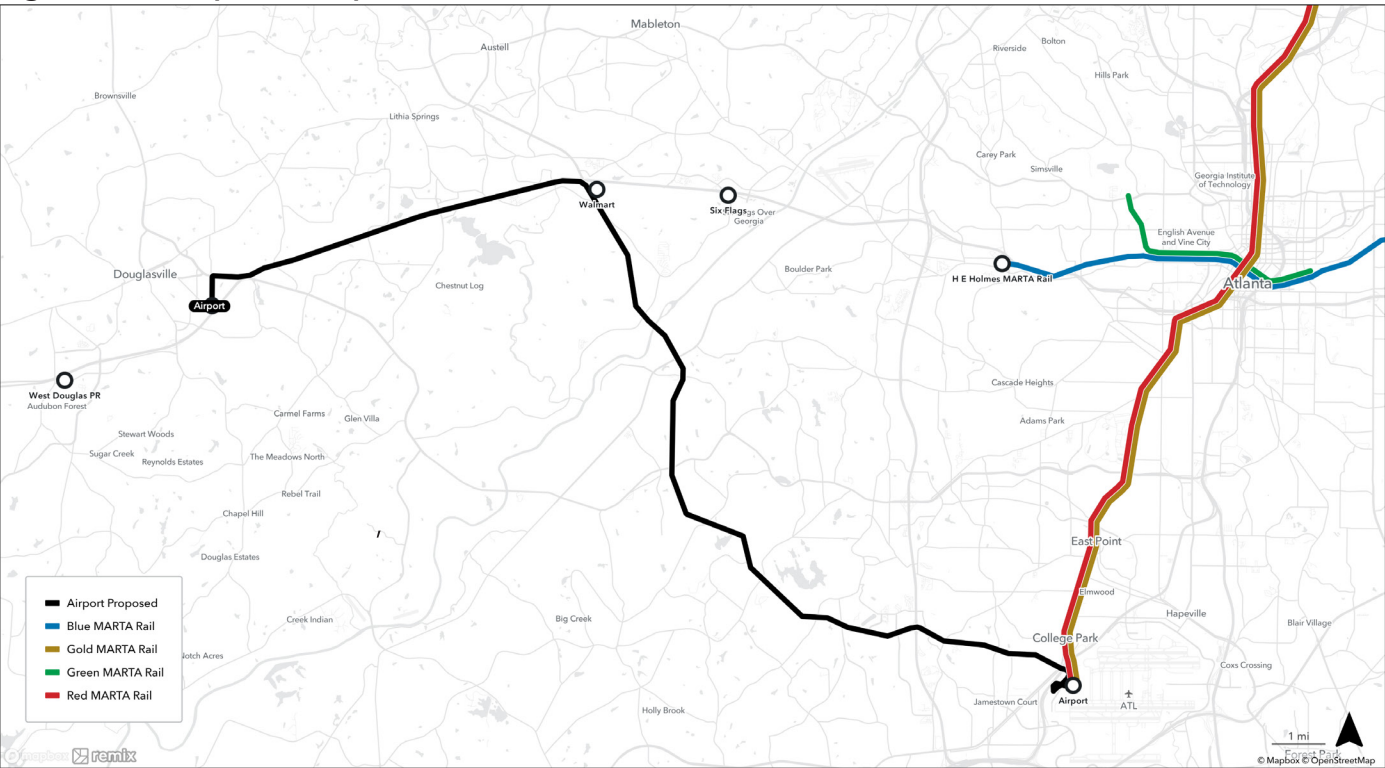 Mableton
Austell
Bolton
Riverside
Hills Park
Brownsville
Lithia Springs
Carey Park
Simsville
Georgia Institute
of Technology
Walmart
Six Flags
Over
Georgia
English Avenue
and Vine City
Boulder Park
Douglasville
Chestnut Log
H E Holmes MARTA Rail
Atlanta
Airport
West Douglas PR
Audubon Forest
Cascade Heights
Carmel Farms
Glen Villa
Adams Park
Stewart Woods
Sugar Creek
Reynolds Estates
The Meadows North
Rebel Trail
Chapel Hill
Douglas Estates
East Point
Elmwood
Creek Indian
Big Creek
Hapeville
Blair Village
College Park
Coxs Crossing
Holly Brook
Jamestown Court
Airport
ATL
Airport Proposed
Blue MARTA Rail
Gold MARTA Rail
Green MARTA Rail
Red MARTA Rail
mapbox remix
1 mi
Forest Park
© Mapbox © OpenStreetMap